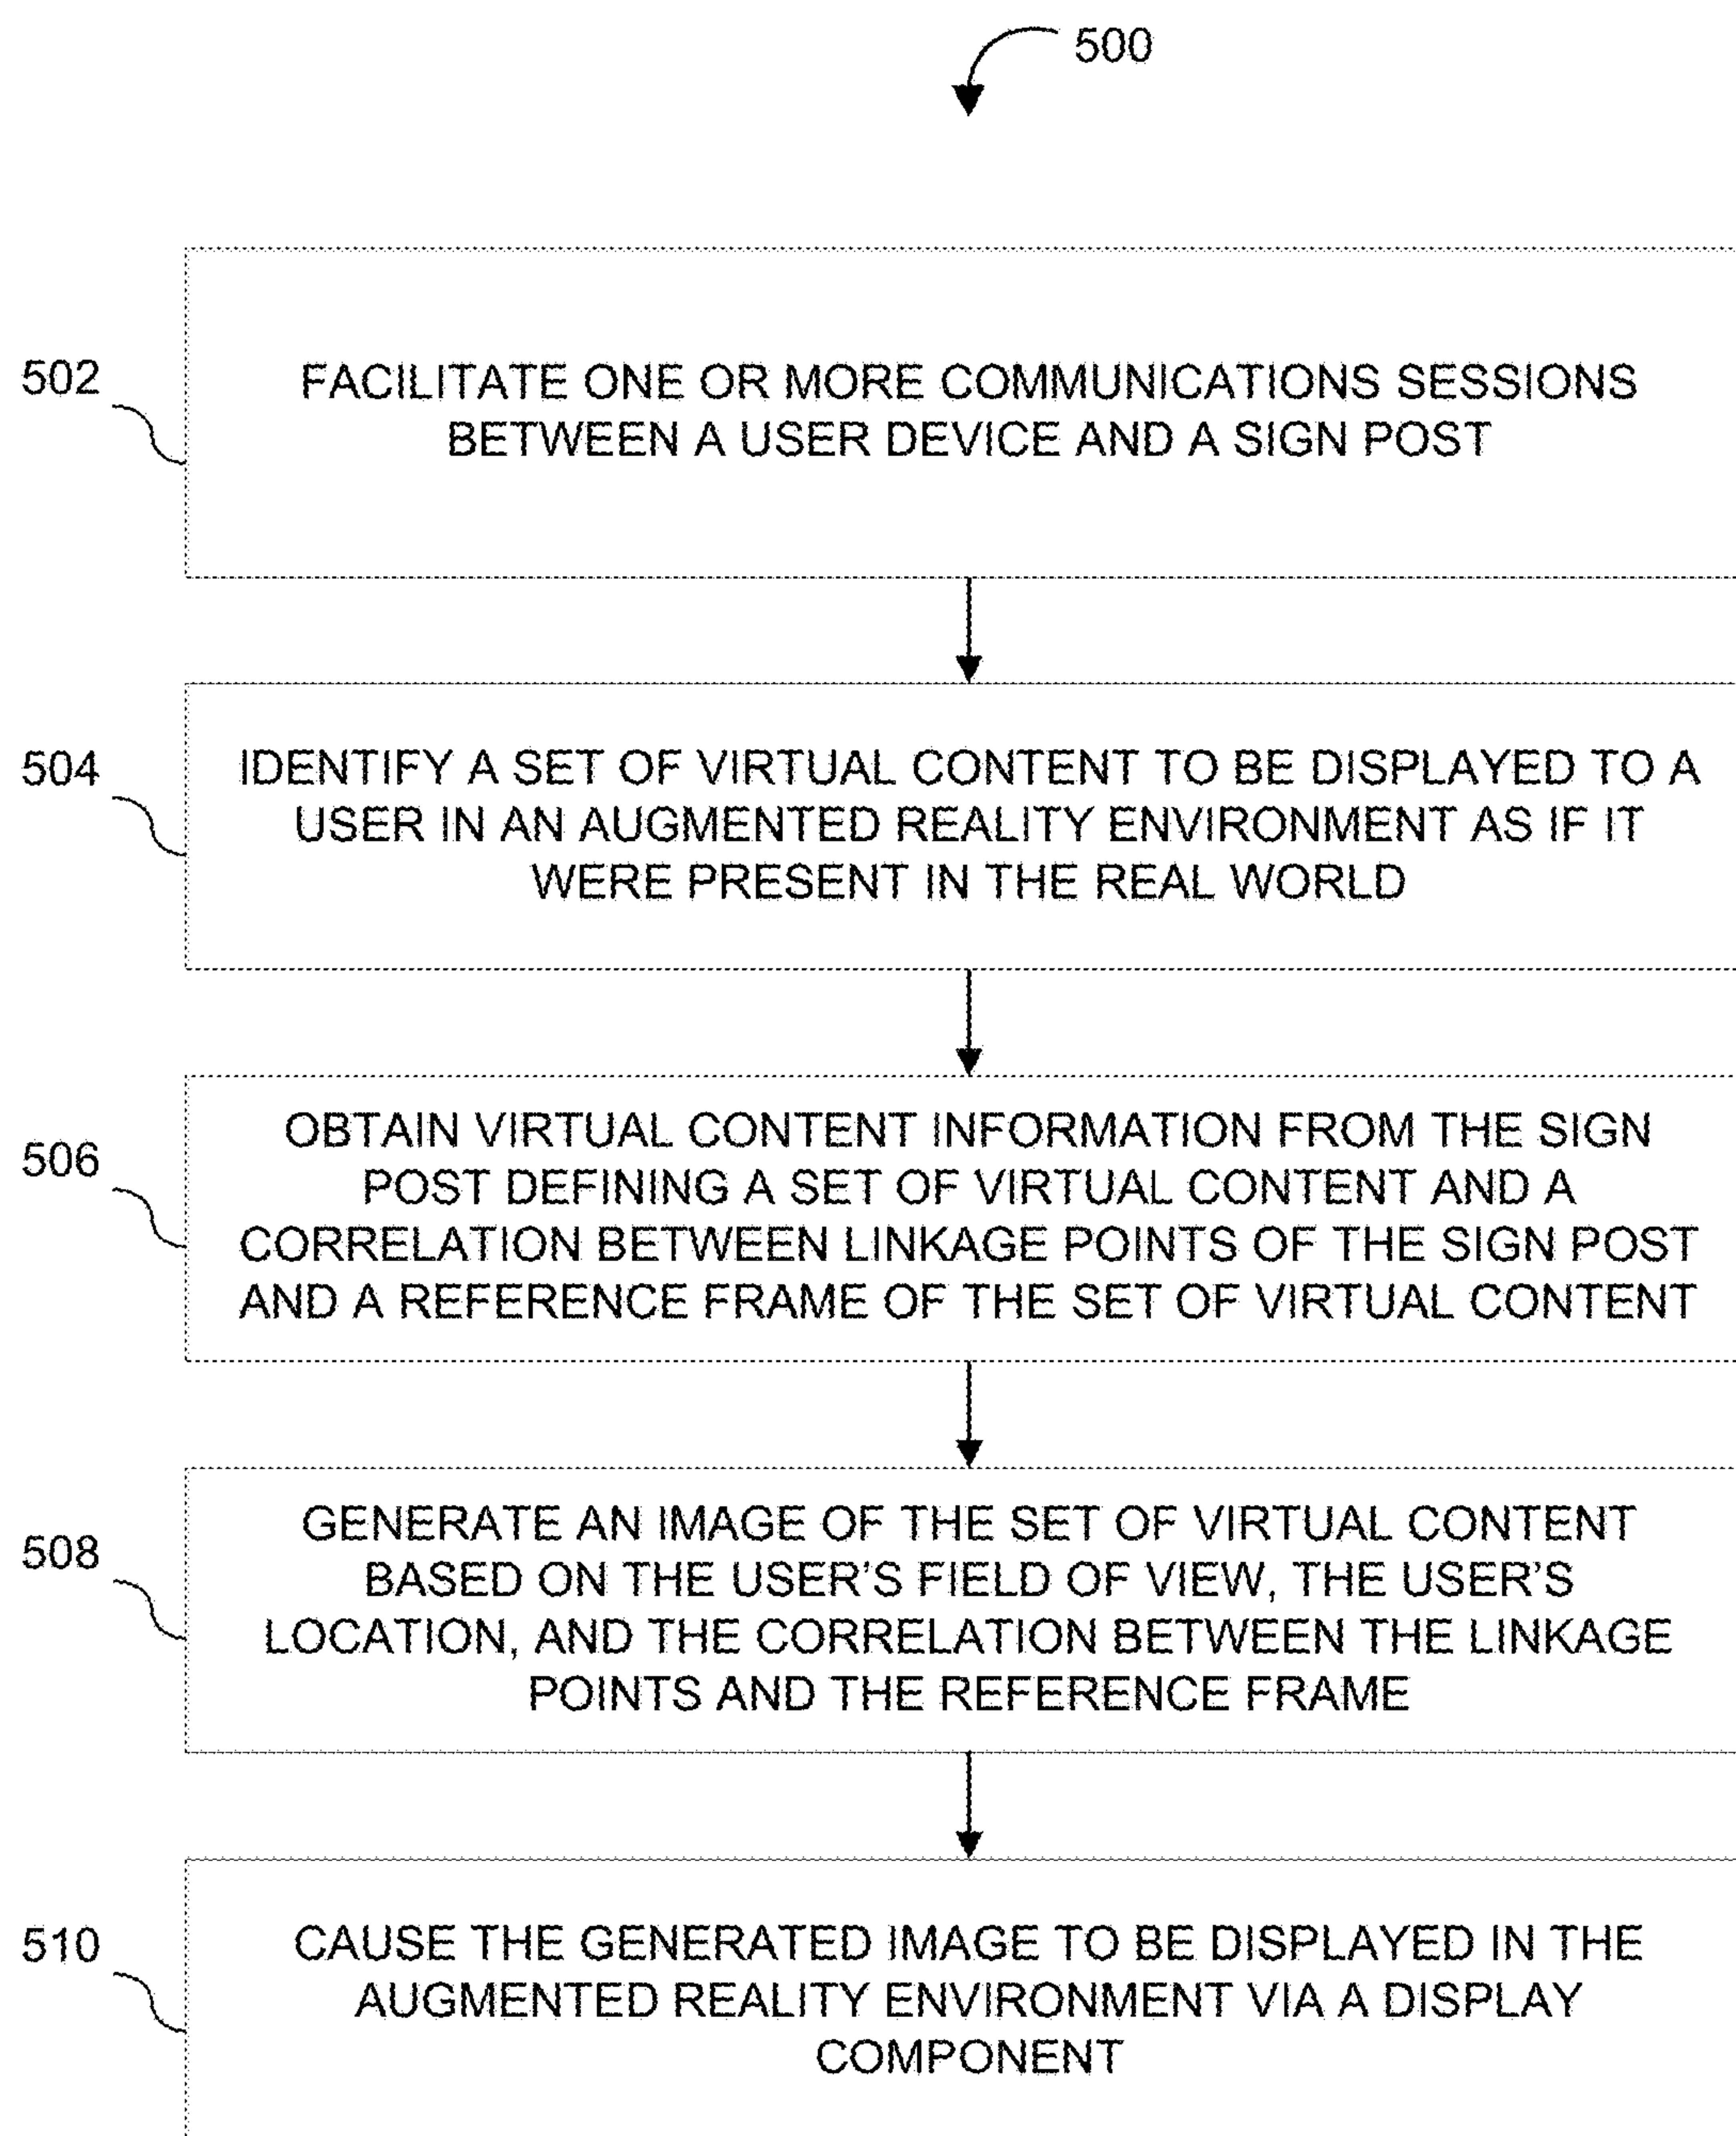 500
502
FACILITATE ONE OR MORE COMMUNICATIONS SESSIONS
BETWEEN A USER DEVICE AND A SIGN POST
504
IDENTIFY A SET OF VIRTUAL CONTENT TO BE DISPLAYED TO A
USER IN AN AUGMENTED REALITY ENVIRONMENT AS IF IT
WERE PRESENT IN THE REAL WORLD
506
OBTAIN VIRTUAL CONTENT INFORMATION FROM THE SIGN
POST DEFINING A SET OF VIRTUAL CONTENT AND A
CORRELATION BETWEEN LINKAGE POINTS OF THE SIGN POST
AND A REFERENCE FRAME OF THE SET OF VIRTUAL CONTENT
508
GENERATE AN IMAGE OF THE SET OF VIRTUAL CONTENT
BASED ON THE USER'S FIELD OF VIEW, THE USER'S
LOCATION, AND THE CORRELATION BETWEEN THE LINKAGE
POINTS AND THE REFERENCE FRAME
510
CAUSE THE GENERATED IMAGE TO BE DISPLAYED IN THE
AUGMENTED REALITY ENVIRONMENT VIA A DISPLAY
COMPONENT